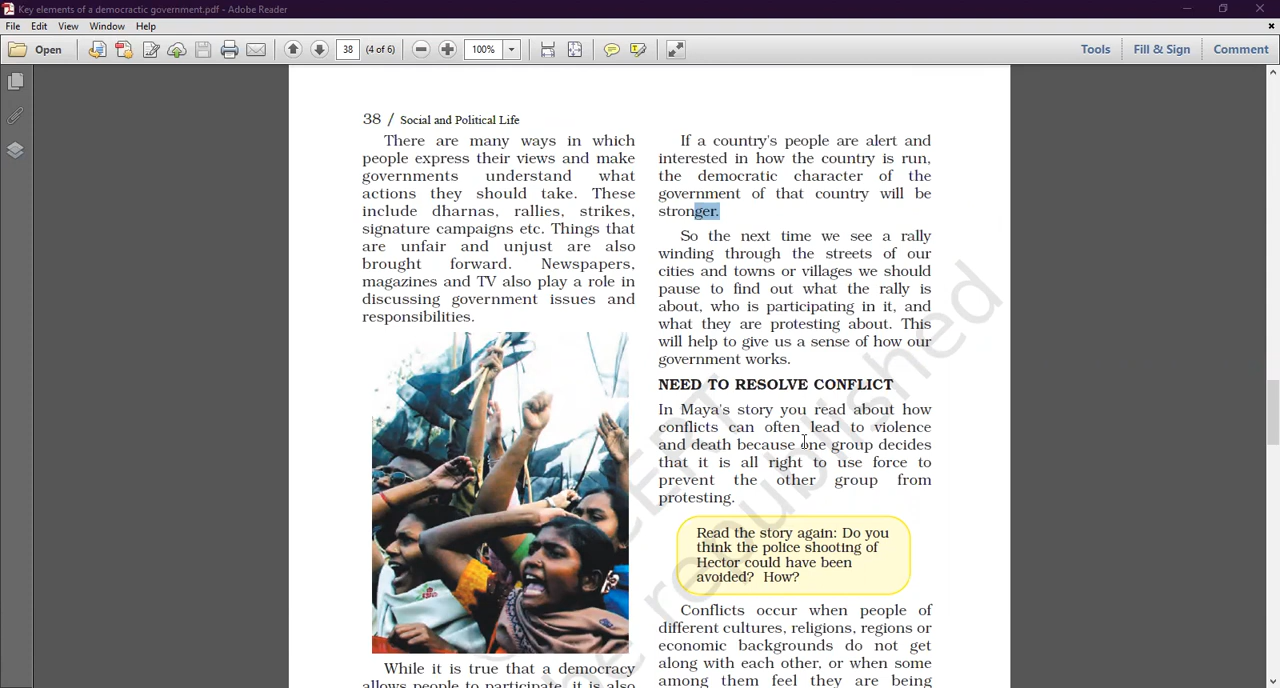 Key elements of a democractic government.pdf - Adobe Reader
File Edit View Window Help
Open 38 (4 of 6) 100% Tools Fill & Sign Comment
38 / Social and Political Life
There are many ways in which
people express their views and make
governments understand what
actions they should take. These
include dharnas, rallies, strikes,
signature campaigns etc. Things that
are unfair and unjust are also
brought forward. Newspapers,
magazines and TV also play a role in
discussing government issues and
responsibilities.
While it is true that a democracy
allows people to participate, it is also
If a country's people are alert and
interested in how the country is run,
the democratic character of the
government of that country will be
stronger.
So the next time we see a rally
winding through the streets of our
cities and towns or villages we should
pause to find out what the rally is
about, who is participating in it, and
what they are protesting about. This
will help to give us a sense of how our
government works.
NEED TO RESOLVE CONFLICT
In Maya's story you read about how
conflicts can often lead to violence
and death because one group decides
that it is all right to use force to
prevent the other group from
protesting.
Read the story again: Do you
think the police shooting of
Hector could have been
avoided? How?
Conflicts occur when people of
different cultures, religions, regions or
economic backgrounds do not get
along with each other, or when some
among them feel they are being
be republished